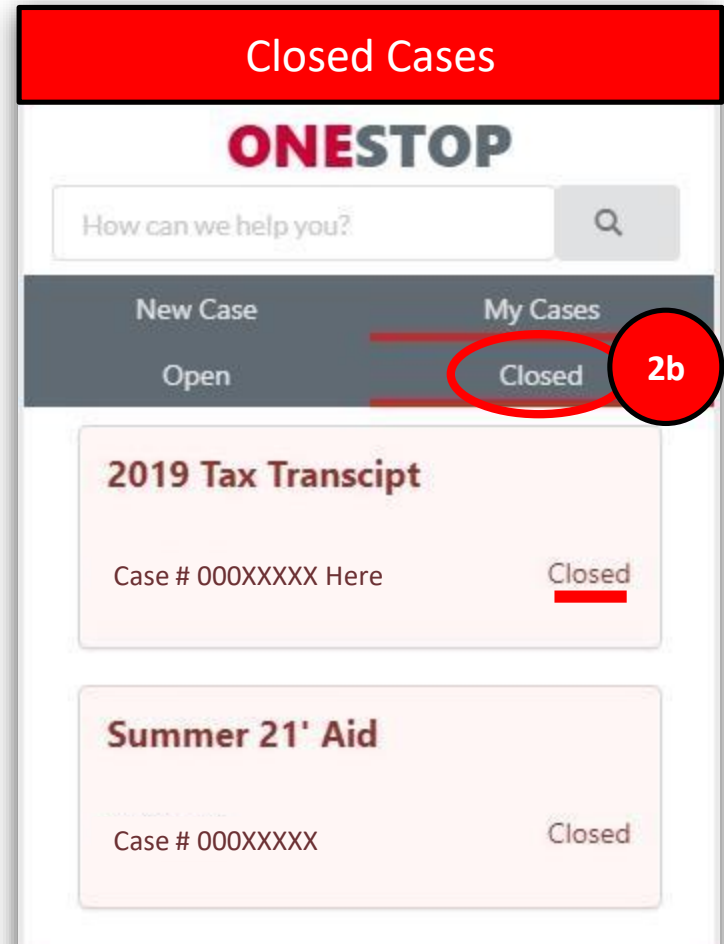 Closed Cases
ONESTOP
How can we help you?
New Case My Cases
Open Closed 2b
2019 Tax Transcipt
Case # 000XXXXX Here Closed
Summer 21' Aid
Case # 000XXXXX Closed